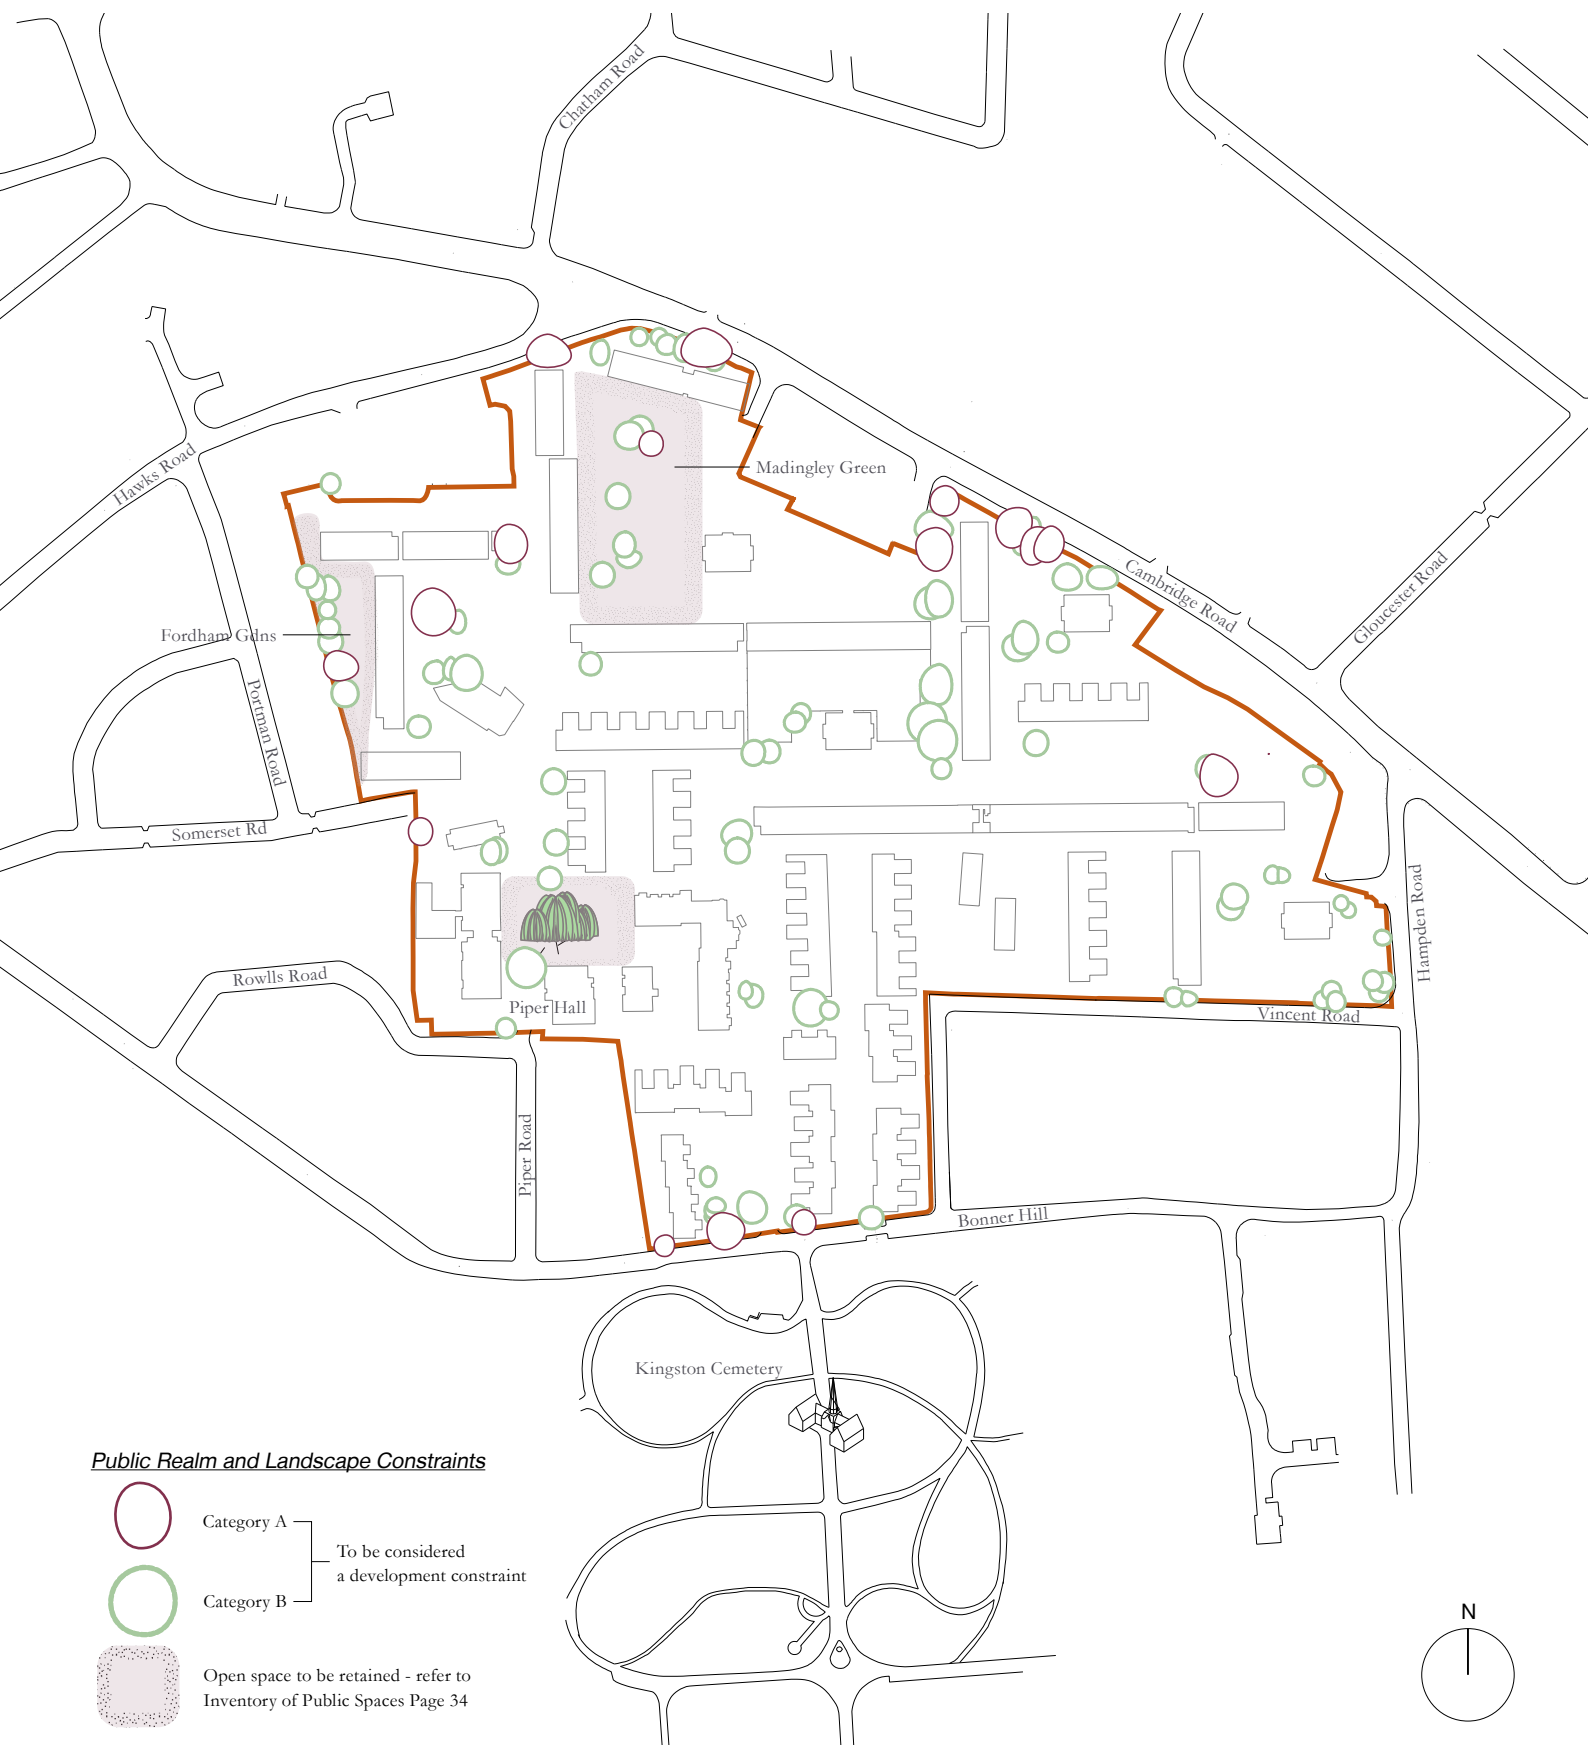 Chatham Road
Hawks Road
Madingley Green
Cambridge Road
Gloucester Road
Fordham Gdns
Portman Road
Somerset Rd
Hampden Road
Rowlls Road
Piper Hall
Vincent Road
Piper Road
Bonner Hill
Kingston Cemetery
Public Realm and Landscape Constraints
Category A
To be considered
a development constraint
Category B
Open space to be retained - refer to
Inventory of Public Spaces Page 34
N